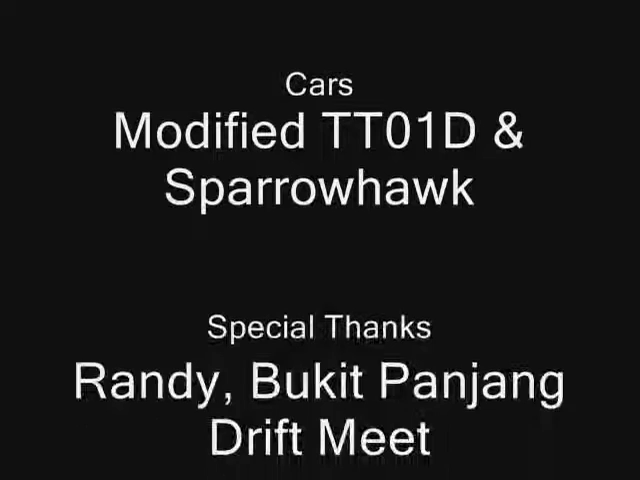 Cars
Modified TT01D &
Sparrowhawk
Special Thanks
Randy, Bukit Panjang
Drift Meet